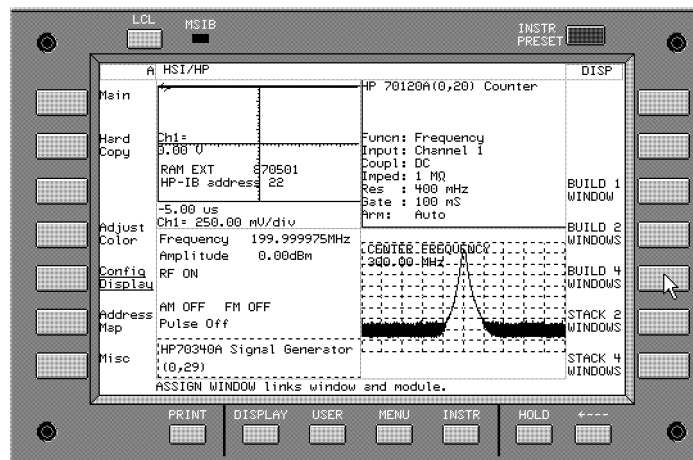 LCL
MSIB
INSTR
PRESET
A HSI/HP
DISP
Main
Hard
Copy
Adjust
Color
Config
Display
Address
Map
Misc
Ch1=
0.00 V
RAM EXT 870501
HP-IB address 22
-5.00 us
Ch1= 250.00 mV/div
HP 70120A(0,20) Counter
Funcn: Frequency
Input: Channel 1
Coupl: DC
Imped: 1 MΩ
Res : 400 mHz
Gate : 100 mS
Arm: Auto
Frequency 199.999975MHz
Amplitude 0.00dBm
RF ON
AM OFF FM OFF
Pulse Off
HP70340A Signal Generator
(0,29)
CENTER FREQUENCY
300.00 MHZ
BUILD 1
WINDOW
BUILD 2
WINDOWS
BUILD 4
WINDOWS
STACK 2
WINDOWS
STACK 4
WINDOWS
ASSIGN WINDOW links window and module.
PRINT
DISPLAY
USER
MENU
INSTR
HOLD
←---